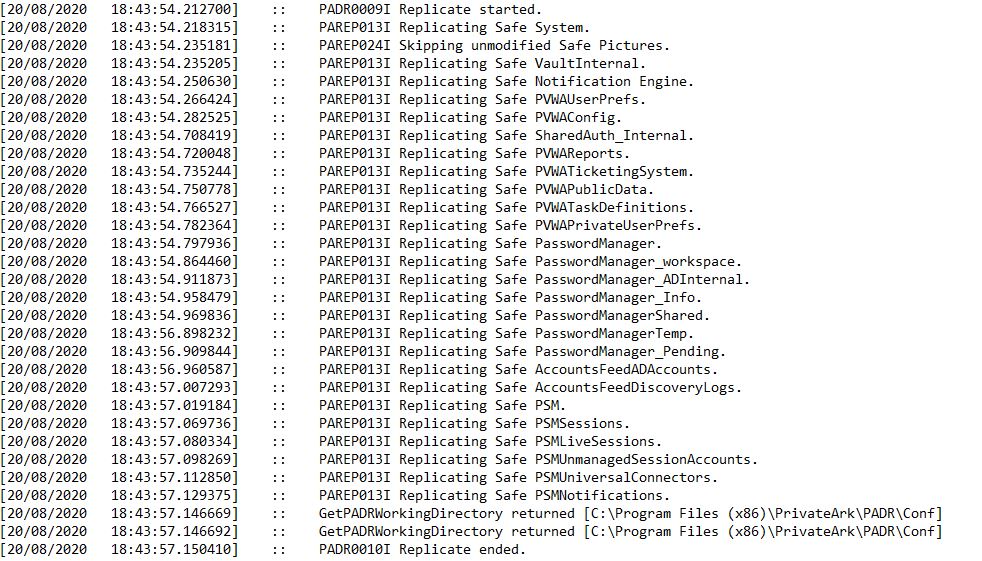 [20/08/2020 18:43:54.212700] :: PADR0009I Replicate started.
[20/08/2020 18:43:54.218315] :: PAREP013I Replicating Safe System.
[20/08/2020 18:43:54.235181] :: PAREP024I Skipping unmodified Safe Pictures.
[20/08/2020 18:43:54.235205] :: PAREP013I Replicating Safe VaultInternal.
[20/08/2020 18:43:54.250630] :: PAREP013I Replicating Safe Notification Engine.
[20/08/2020 18:43:54.266424] :: PAREP013I Replicating Safe PVWAUserPrefs.
[20/08/2020 18:43:54.282525] :: PAREP013I Replicating Safe PVWAConfig.
[20/08/2020 18:43:54.708419] :: PAREP013I Replicating Safe SharedAuth_Internal.
[20/08/2020 18:43:54.720048] :: PAREP013I Replicating Safe PVWAReports.
[20/08/2020 18:43:54.735244] :: PAREP013I Replicating Safe PVWATicketingSystem.
[20/08/2020 18:43:54.750778] :: PAREP013I Replicating Safe PVWAPublicData.
[20/08/2020 18:43:54.766527] :: PAREP013I Replicating Safe PVWATaskDefinitions.
[20/08/2020 18:43:54.782364] :: PAREP013I Replicating Safe PVWAPrivateUserPrefs.
[20/08/2020 18:43:54.797936] :: PAREP013I Replicating Safe PasswordManager.
[20/08/2020 18:43:54.864460] :: PAREP013I Replicating Safe PasswordManager_workspace.
[20/08/2020 18:43:54.911873] :: PAREP013I Replicating Safe PasswordManager_ADInternal.
[20/08/2020 18:43:54.958479] :: PAREP013I Replicating Safe PasswordManager_Info.
[20/08/2020 18:43:54.969836] :: PAREP013I Replicating Safe PasswordManagerShared.
[20/08/2020 18:43:56.898232] :: PAREP013I Replicating Safe PasswordManagerTemp.
[20/08/2020 18:43:56.909844] :: PAREP013I Replicating Safe PasswordManager_Pending.
[20/08/2020 18:43:56.960587] :: PAREP013I Replicating Safe AccountsFeedADAccounts.
[20/08/2020 18:43:57.007293] :: PAREP013I Replicating Safe AccountsFeedDiscoveryLogs.
[20/08/2020 18:43:57.019184] :: PAREP013I Replicating Safe PSM.
[20/08/2020 18:43:57.069736] :: PAREP013I Replicating Safe PSMSessions.
[20/08/2020 18:43:57.080334] :: PAREP013I Replicating Safe PSMLiveSessions.
[20/08/2020 18:43:57.098269] :: PAREP013I Replicating Safe PSMUnmanagedSessionAccounts.
[20/08/2020 18:43:57.112850] :: PAREP013I Replicating Safe PSMUniversalConnectors.
[20/08/2020 18:43:57.129375] :: PAREP013I Replicating Safe PSMNotifications.
[20/08/2020 18:43:57.146669] :: GetPADRWorkingDirectory returned [C:\Program Files (x86)\PrivateArk\PADR\Conf]
[20/08/2020 18:43:57.146692] :: GetPADRWorkingDirectory returned [C:\Program Files (x86)\PrivateArk\PADR\Conf]
[20/08/2020 18:43:57.150410] :: PADR0010I Replicate ended.